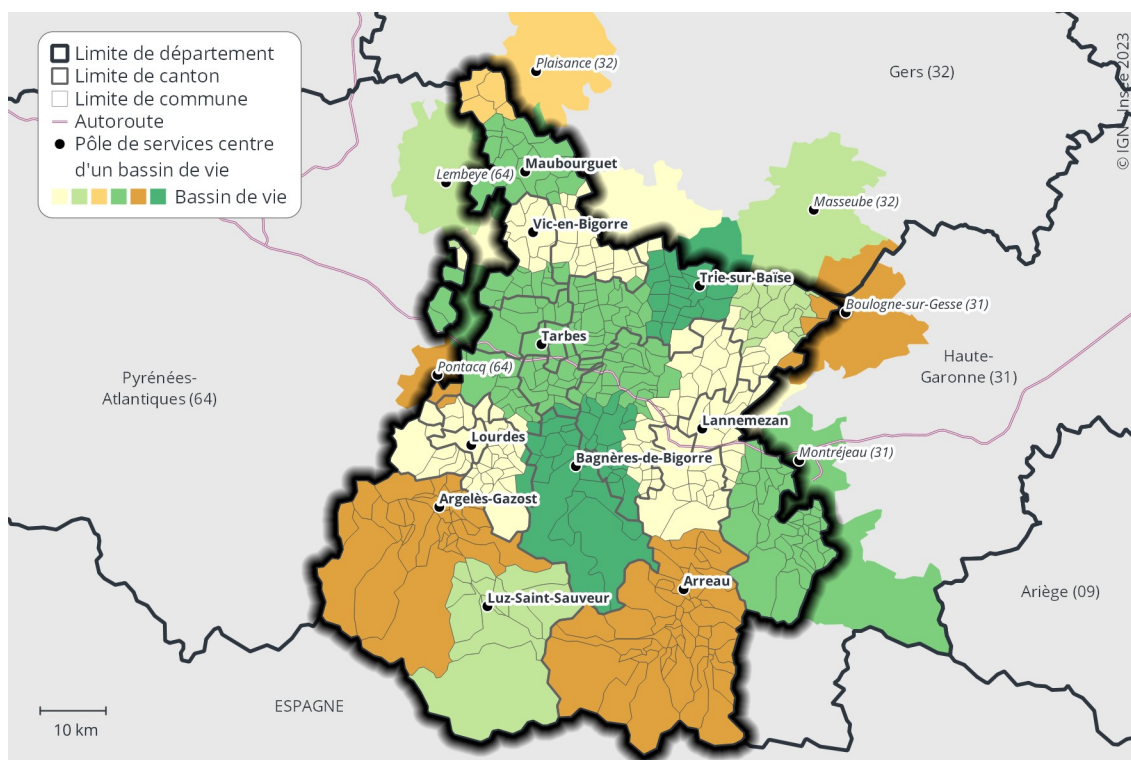 Limite de département
Limite de canton
Limite de commune
Autoroute
Pôle de services centre
d'un bassin de vie
Bassin de vie
Plaisance (32)
Gers (32)
© IGN - Insee 2023
Maubourguet
Lembeye (64)
Masseube (32)
Vic-en-Bigorre
Trie-sur-Baïse
Boulogne-sur-Gesse (31)
Tarbes
Haute-
Garonne (31)
Pontacq (64)
Pyrénées-
Atlantiques (64)
Lannemezan
Lourdes
Montréjeau (31)
Bagnères-de-Bigorre
Argelès-Gazost
Arreau
Ariège (09)
Luz-Saint-Sauveur
ESPAGNE
10 km